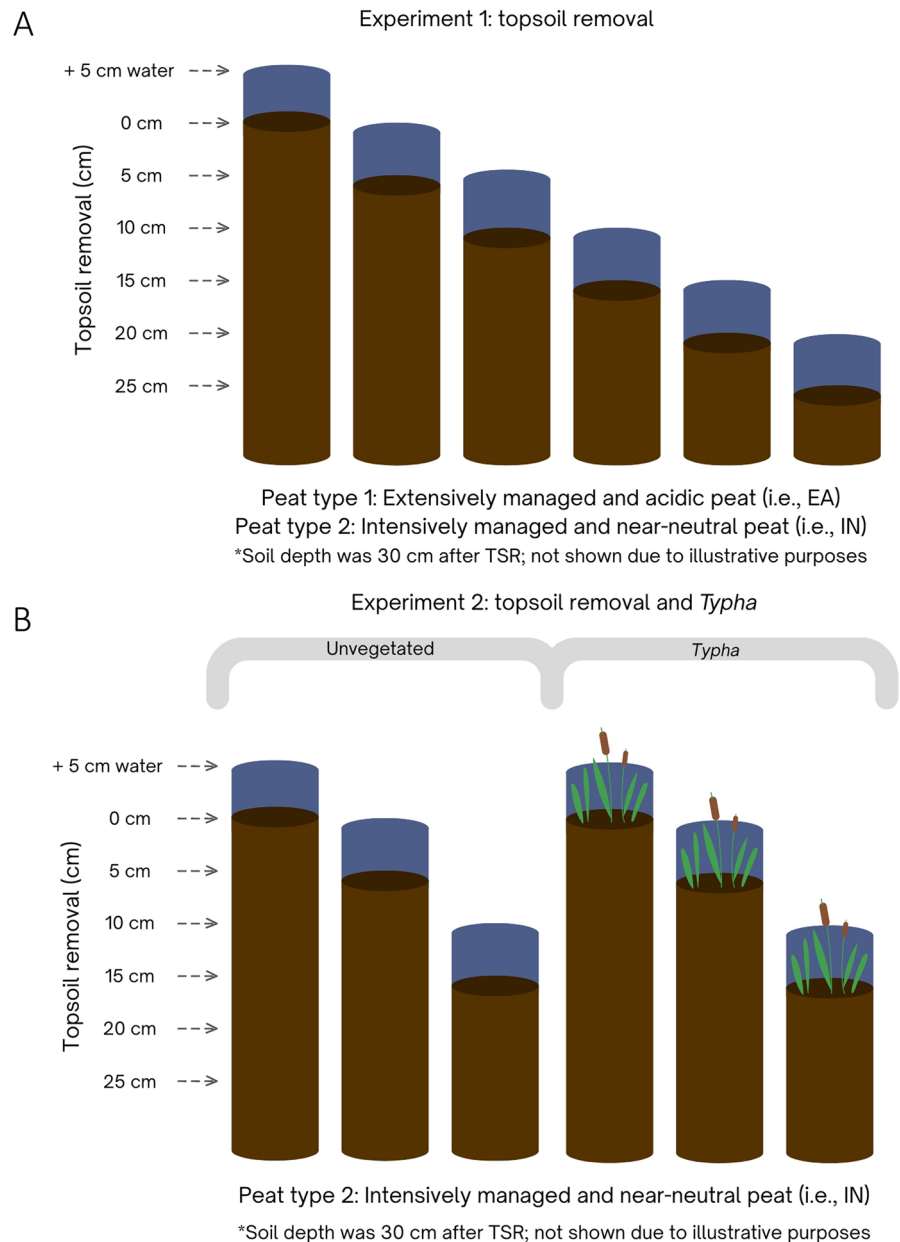 A
Experiment 1: topsoil removal
+ 5 cm water
0 cm
5 cm
10 cm
15 cm
20 cm
25 cm
Topsoil removal (cm)
Peat type 1: Extensively managed and acidic peat (i.e., EA)
Peat type 2: Intensively managed and near-neutral peat (i.e., IN)
*Soil depth was 30 cm after TSR; not shown due to illustrative purposes
B
Experiment 2: topsoil removal and Typha
Unvegetated
Typha
+ 5 cm water
0 cm
5 cm
10 cm
15 cm
20 cm
25 cm
Topsoil removal (cm)
Peat type 2: Intensively managed and near-neutral peat (i.e., IN)
*Soil depth was 30 cm after TSR; not shown due to illustrative purposes